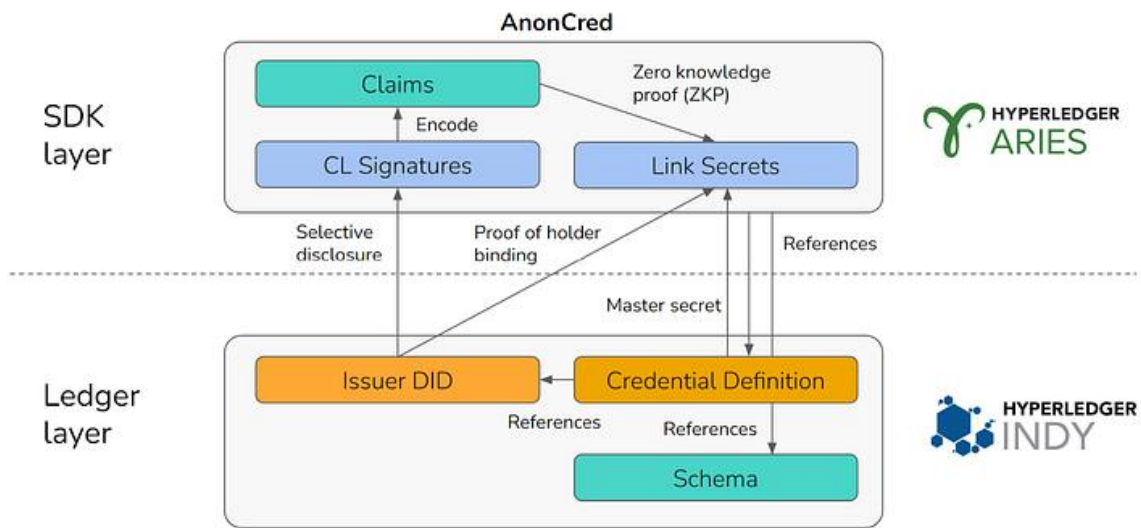 AnonCred
SDK
layer
Claims
Zero knowledge
proof (ZKP)
Encode
CL Signatures
Link Secrets
HYPERLEDGER
ARIES
Selective
disclosure
Proof of holder
binding
References
Master secret
Ledger
layer
Issuer DID
Credential Definition
References
References
Schema
HYPERLEDGER
INDY